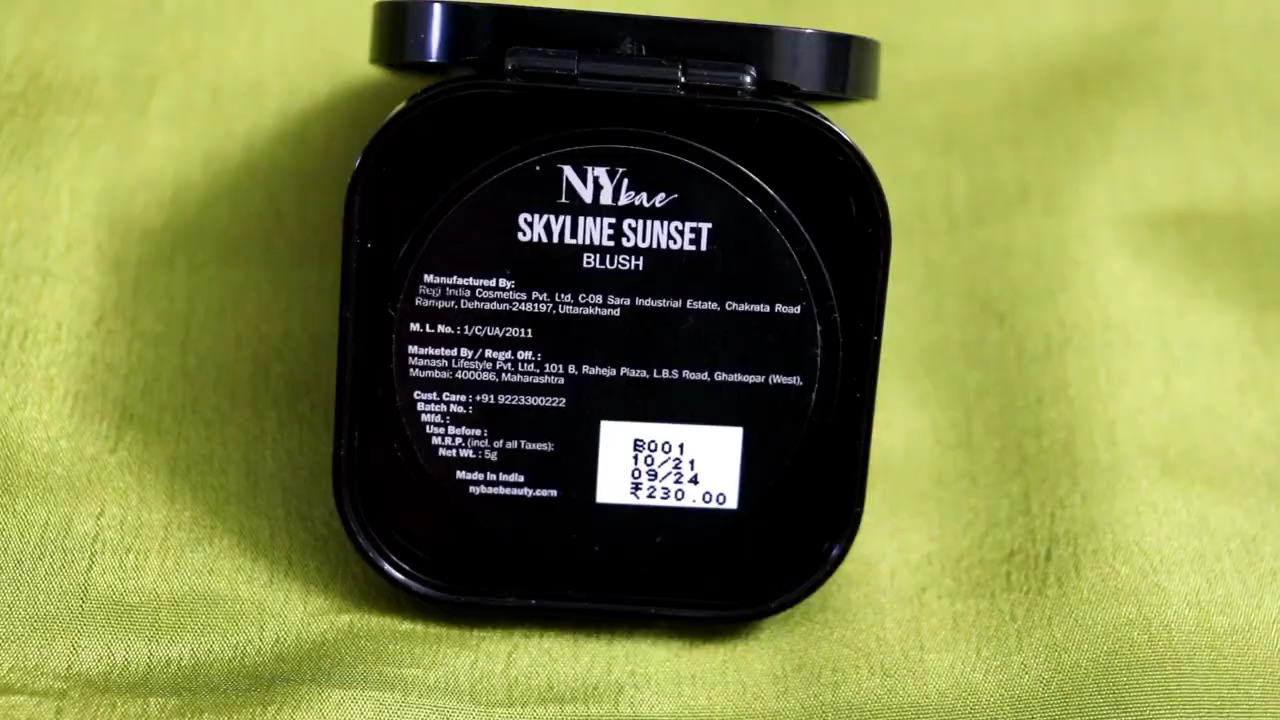 NYbae
SKYLINE SUNSET
BLUSH
Manufactured By:
Regi India Cosmetics Pvt. Ltd, C-08 Sara Industrial Estate, Chakrata Road
Rampur, Dehradun-248197, Uttarakhand
M. L. No. : 1/C/UA/2011
Marketed By / Regd. Off. :
Manash Lifestyle Pvt. Ltd., 101 B, Raheja Plaza, L.B.S Road, Ghatkopar (West),
Mumbai: 400086, Maharashtra
Cust. Care : +91 9223300222
Batch No. :
Mfd. :
Use Before :
M.R.P. (incl. of all Taxes):
Net Wt. : 5g
Made in India
nybaebeauty.com
B001
10/21
09/24
₹230.00